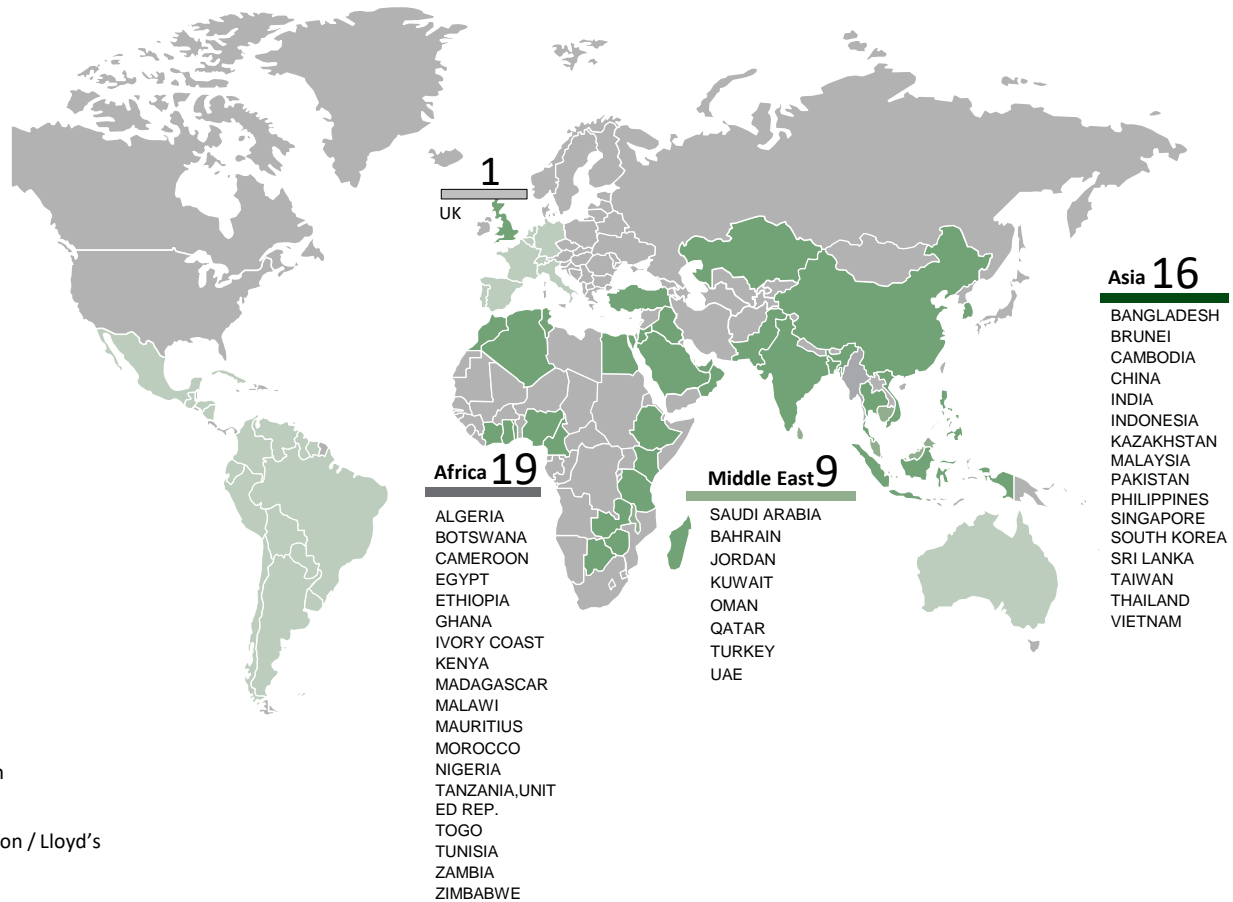 1
UK
Asia 16
BANGLADESH
BRUNEI
CAMBODIA
CHINA
INDIA
INDONESIA
KAZAKHSTAN
MALAYSIA
PAKISTAN
PHILIPPINES
SINGAPORE
SOUTH KOREA
SRI LANKA
TAIWAN
THAILAND
VIETNAM
Africa 19
ALGERIA
BOTSWANA
CAMEROON
EGYPT
ETHIOPIA
GHANA
IVORY COAST
KENYA
MADAGASCAR
MALAWI
MAURITIUS
MOROCCO
NIGERIA
TANZANIA,UNIT
ED REP.
TOGO
TUNISIA
ZAMBIA
ZIMBABWE
Middle East 9
SAUDI ARABIA
BAHRAIN
JORDAN
KUWAIT
OMAN
QATAR
TURKEY
UAE
on / Lloyd's